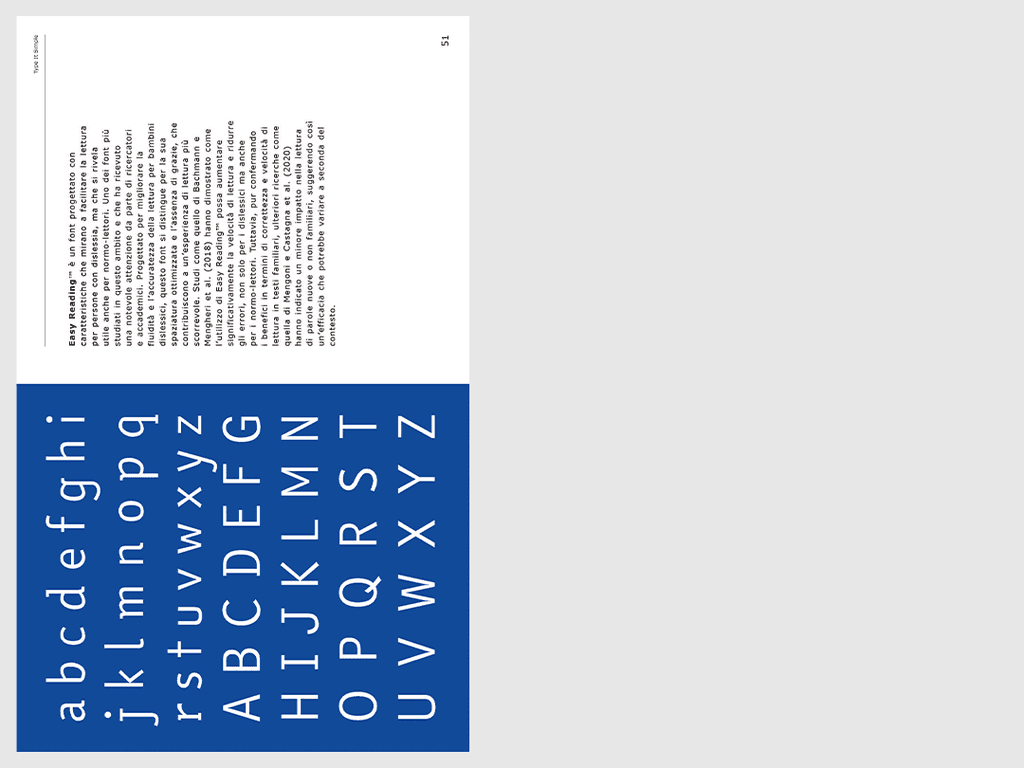 Type It Simple
Easy Reading™ è un font progettato con
caratteristiche che mirano a facilitare la lettura
per persone con dislessia, ma che si rivela
utile anche per normo-lettori. Uno dei font più
studiati in questo ambito e che ha ricevuto
una notevole attenzione da parte di ricercatori
e accademici. Progettato per migliorare la
fluidità e l'accuratezza della lettura per bambini
dislessici, questo font si distingue per la sua
spaziatura ottimizzata e l'assenza di grazie, che
contribuiscono a un'esperienza di lettura più
scorrevole. Studi come quello di Bachmann e
Mengheri et al. (2018) hanno dimostrato come
l'utilizzo di Easy Reading™ possa aumentare
significativamente la velocità di lettura e ridurre
gli errori, non solo per i dislessici ma anche
per i normo-lettori. Tuttavia, pur confermando
i benefici in termini di correttezza e velocità di
lettura in testi familiari, ulteriori ricerche come
quella di Mengoni e Castagna et al. (2020)
hanno indicato un minore impatto nella lettura
di parole nuove o non familiari, suggerendo così
un'efficacia che potrebbe variare a seconda del
contesto.
51
a b c d e f g h i
j k l m n o p q
r s t u v w x y z
A B C D E F G
H I J K L M N
O P Q R S T
U V W X Y Z